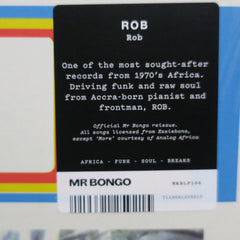 ROB
Rob
One of the most sought-after
records from 1970's Africa.
Driving funk and raw soul
from Accra-born pianist and
frontman, ROB.
Official Mr Bongo reissue.
All songs licensed from Essiebons,
except 'More' courtesy of Analog Africa
AFRICA · FUNK · SOUL · BREAKS
MR BONGO